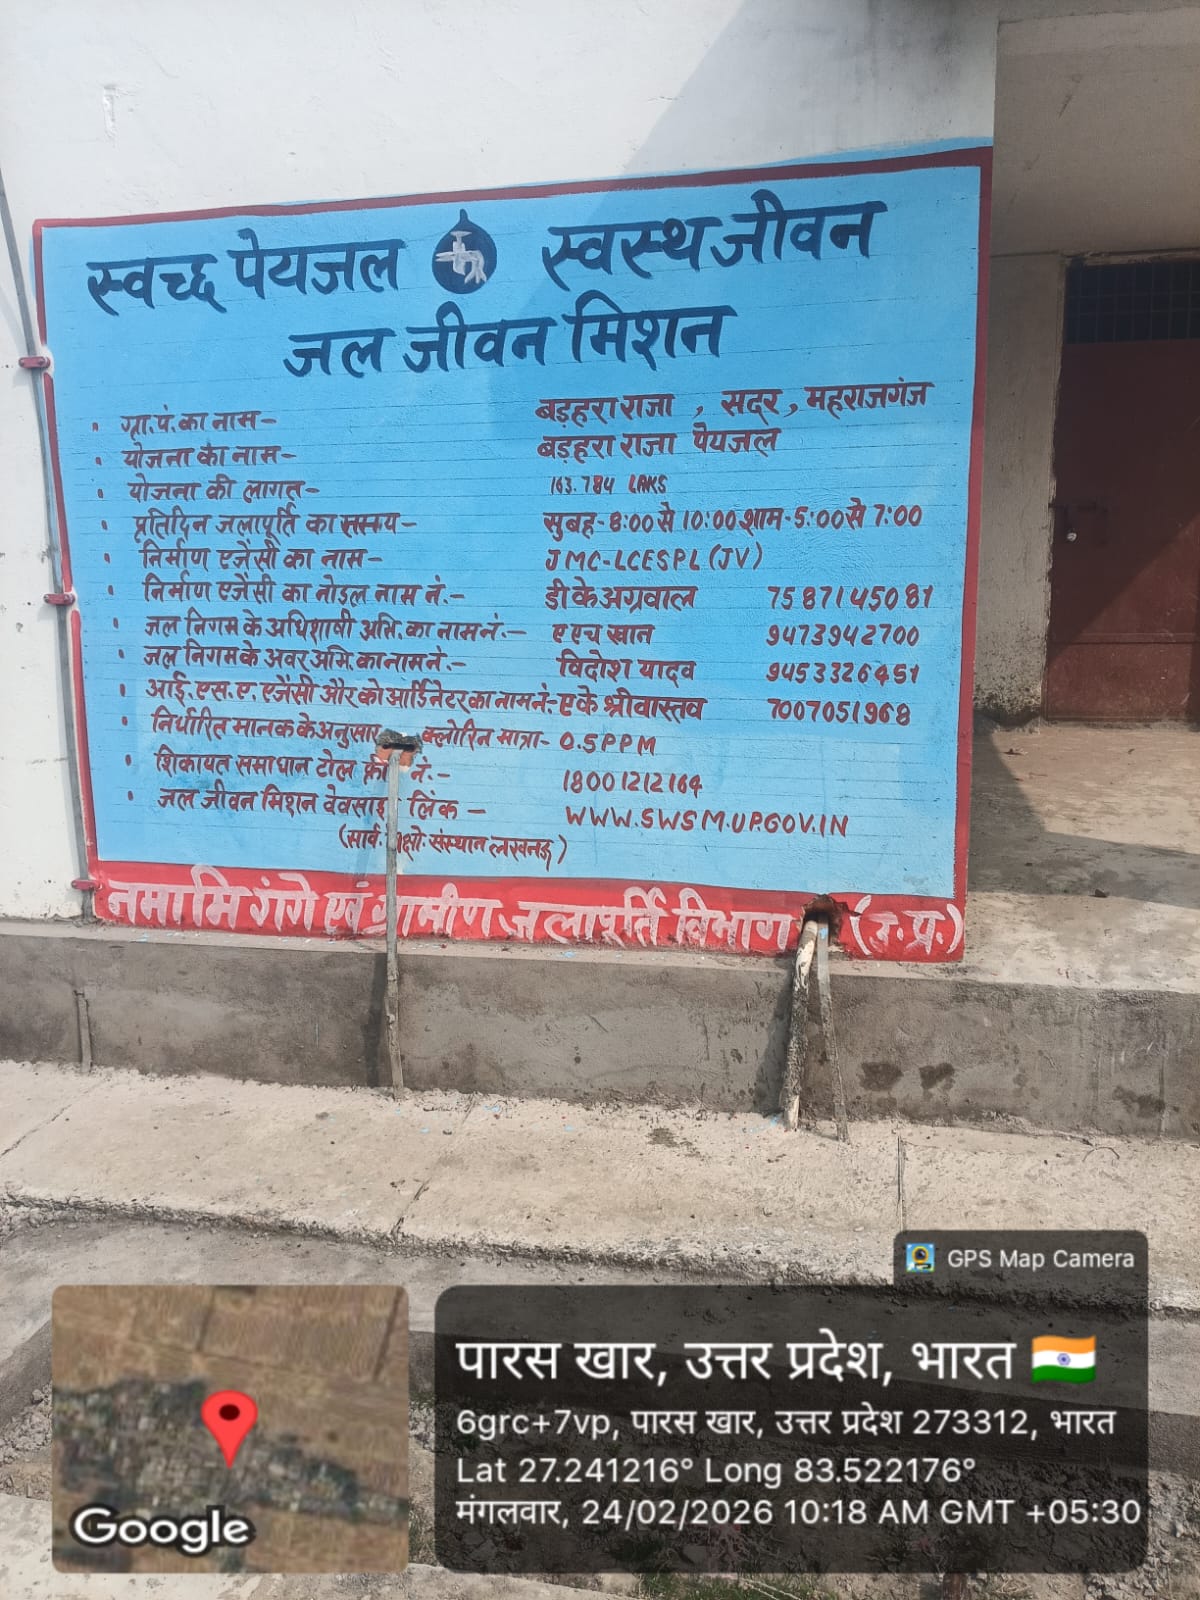 स्वच्छ पेयजल स्वस्थ जीवन
जल जीवन मिशन
• ग्रा.पं.का नाम- बड़हरा राजा , सदर , महराजगंज
• योजना का नाम- बड़हरा राजा पेयजल
• योजना की लागत- 163.784 LAKS
• प्रतिदिन जलापूर्ति का समय- सुबह-8:00 से 10:00, शाम-5:00 से 7:00
• निर्माण एजेंसी का नाम- JMC-LCESPL (JV)
• निर्माण एजेंसी का नोडल नाम नं.- डी के अग्रवाल 7587145081
• जल निगम के अधिशाषी अभि. का नाम नं.- ए एच खान 9473942700
• जल निगम के अवर अभि. का नाम नं.- विदोश यादव 9453326451
• आई. एस. ए. एजेंसी और को आर्डिनेटर का नाम नं.- ए के श्रीवास्तव 7007051968
• निर्धारित मानक के अनुसार क्लोरिन मात्रा- 0.5 PPM
• शिकायत समाधान टोल फ्री नं.- 18001212164
• जल जीवन मिशन वेवसाइट लिंक - WWW.SWSM.UP.GOV.IN
(सार्व. संस्थान लखनऊ)
नमामि गंगे एवं ग्रामीण जलापूर्ति विभाग (उ.प्र.)
GPS Map Camera
पारस खार, उत्तर प्रदेश, भारत
6grc+7vp, पारस खार, उत्तर प्रदेश 273312, भारत
Lat 27.241216° Long 83.522176°
मंगलवार, 24/02/2026 10:18 AM GMT +05:30
Google